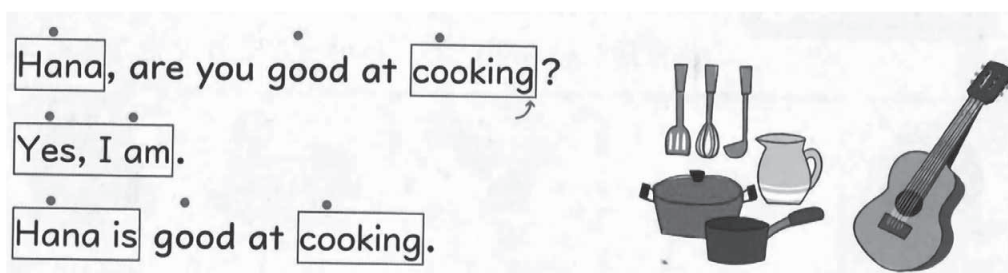 Hana, are you good at cooking?
Yes, I am.
Hana is good at cooking.